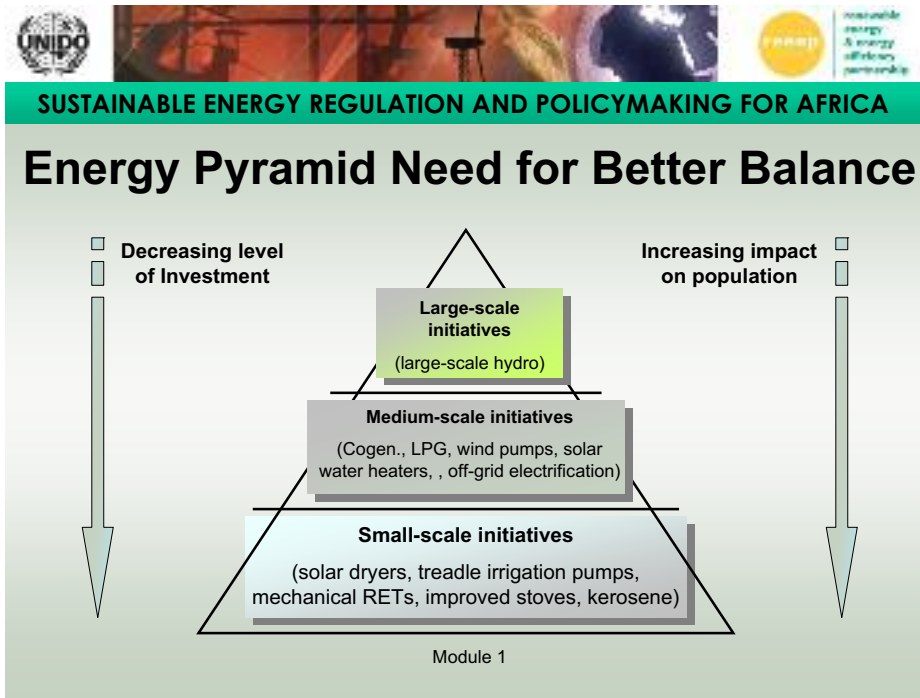 UNIDO
reeep
renewable
energy
& energy
efficiency
partnership
SUSTAINABLE ENERGY REGULATION AND POLICYMAKING FOR AFRICA
Energy Pyramid Need for Better Balance
Decreasing level
of Investment
Increasing impact
on population
Large-scale
initiatives
(large-scale hydro)
Medium-scale initiatives
(Cogen., LPG, wind pumps, solar
water heaters, , off-grid electrification)
Small-scale initiatives
(solar dryers, treadle irrigation pumps,
mechanical RETs, improved stoves, kerosene)
Module 1